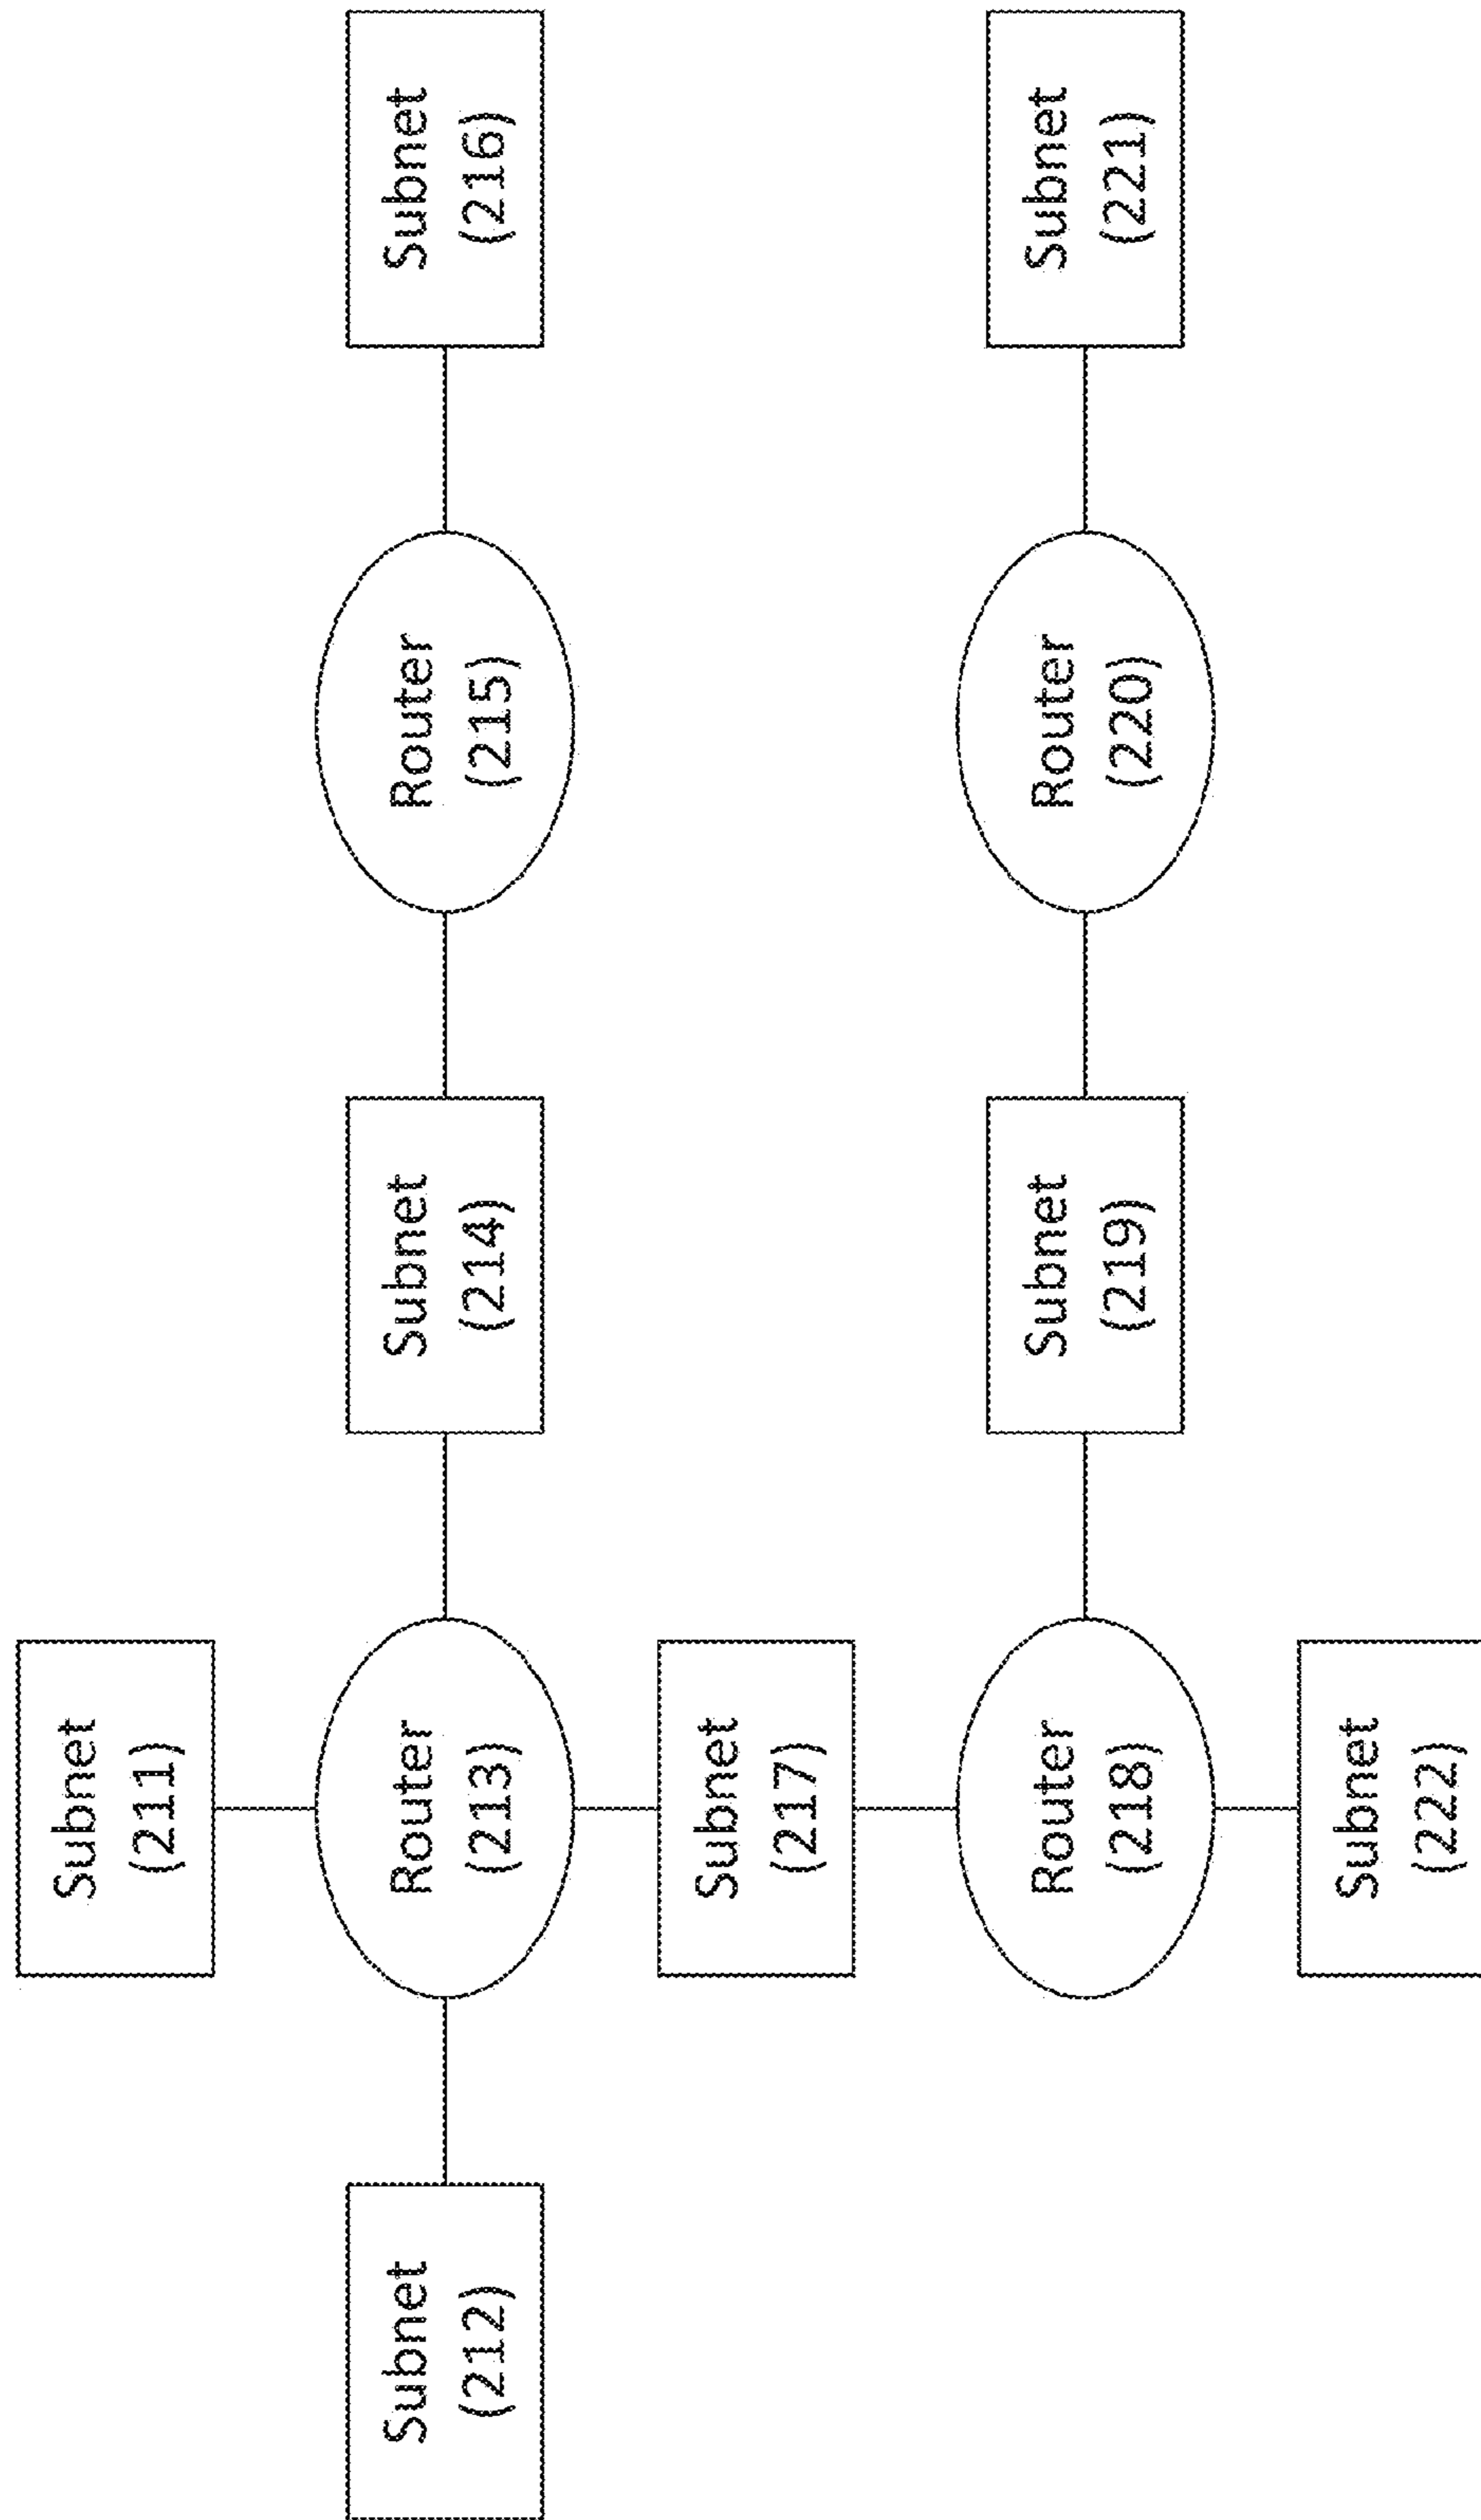 Subnet
(211)
Subnet
(212)
Router
(213)
Subnet
(214)
Router
(215)
Subnet
(216)
Subnet
(217)
Router
(218)
Subnet
(219)
Router
(220)
Subnet
(221)
Subnet
(222)